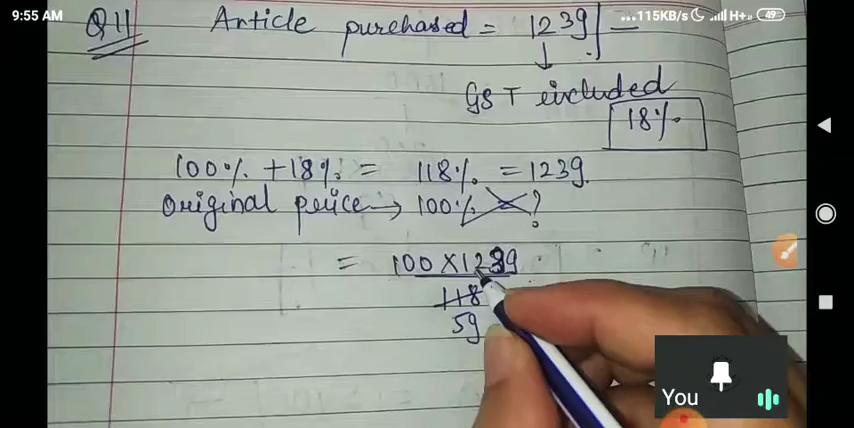 9:55 AM ...115KB/s H+ 49
Q11 Article purchased = 1239/-
GST included
18%
100% + 18% = 118% = 1239.
original price → 100% = ?
= 100 × 1239
118
59
You